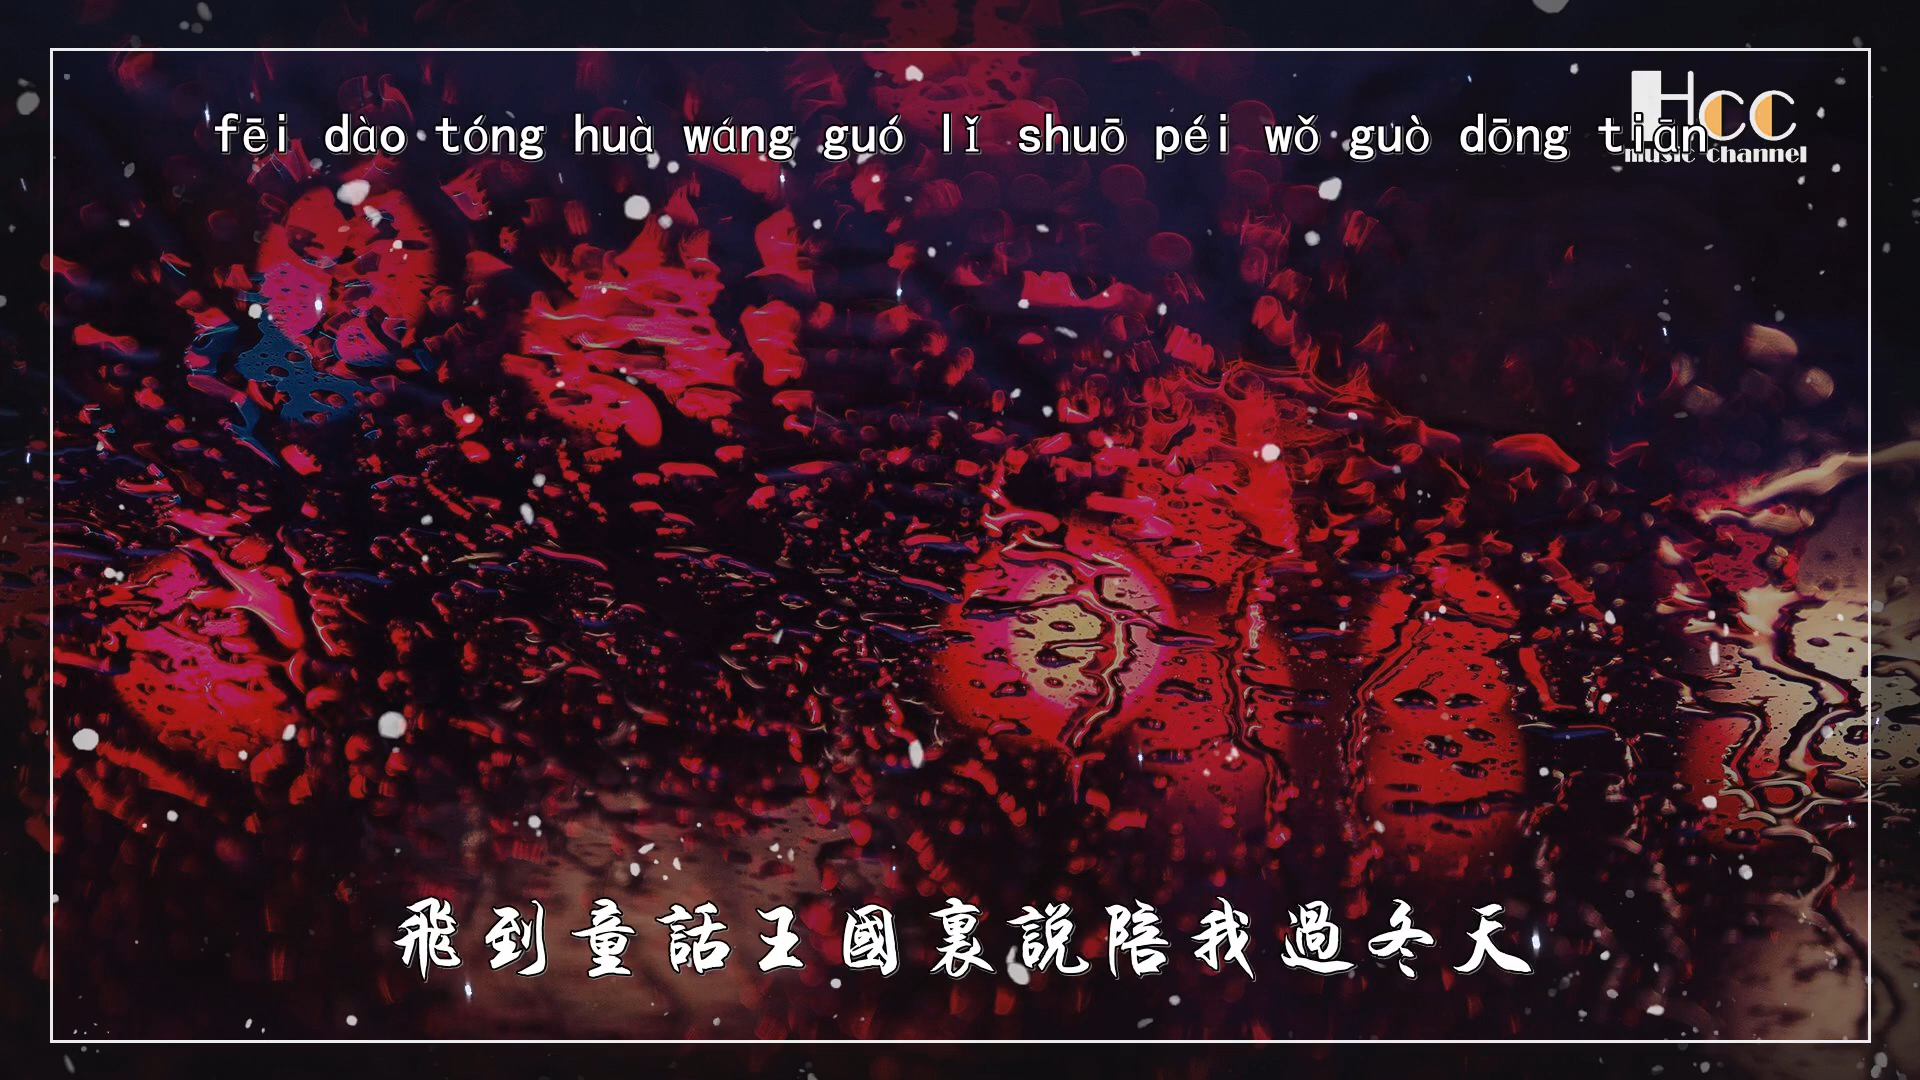 fēi dào tóng huà wáng guó lǐ shuō péi wǒ guò dōng tiān
Hcc
music channel
飛到童話王國裏説陪我過冬天